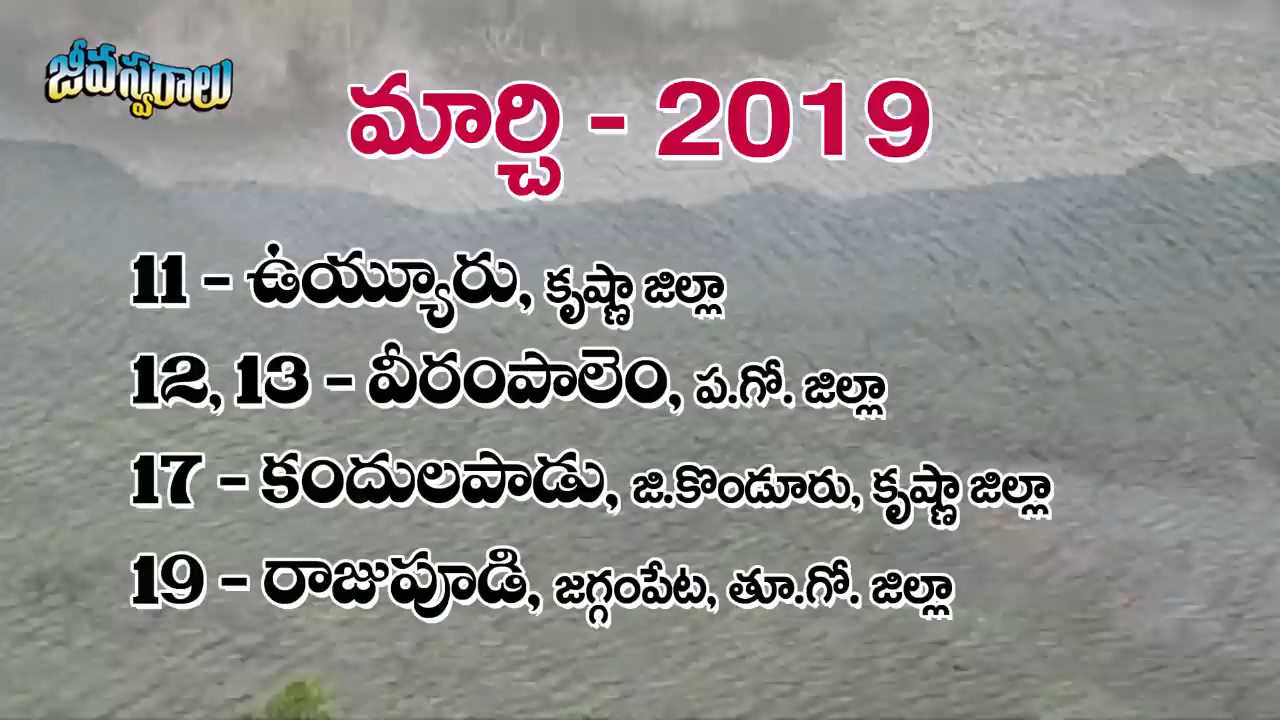 జీవస్వరాలు
మార్చి - 2019
11 - ఉయ్యూరు, కృష్ణా జిల్లా
12, 13 - వీరంపాలెం, ప.గో. జిల్లా
17 - కందులపాడు, జి.కొండూరు, కృష్ణా జిల్లా
19 - రాజుపూడి, జగ్గంపేట, తూ.గో. జిల్లా